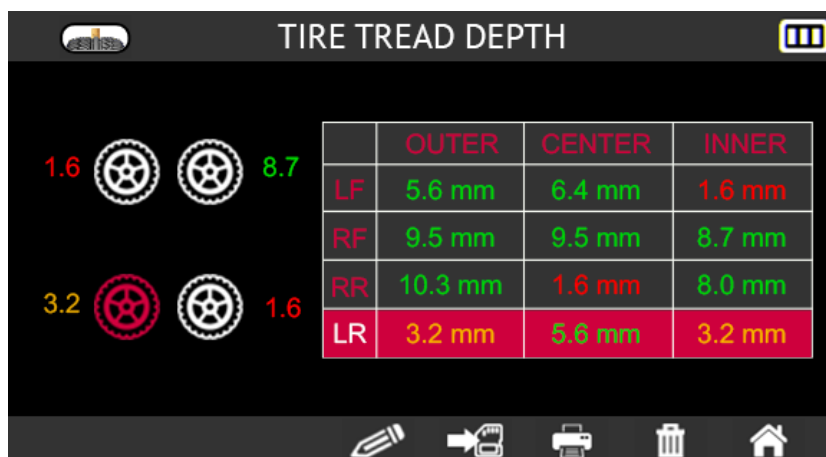 TIRE TREAD DEPTH
1.6 8.7
3.2 1.6
OUTER CENTER INNER
LF 5.6 mm 6.4 mm 1.6 mm
RF 9.5 mm 9.5 mm 8.7 mm
RR 10.3 mm 1.6 mm 8.0 mm
LR 3.2 mm 5.6 mm 3.2 mm